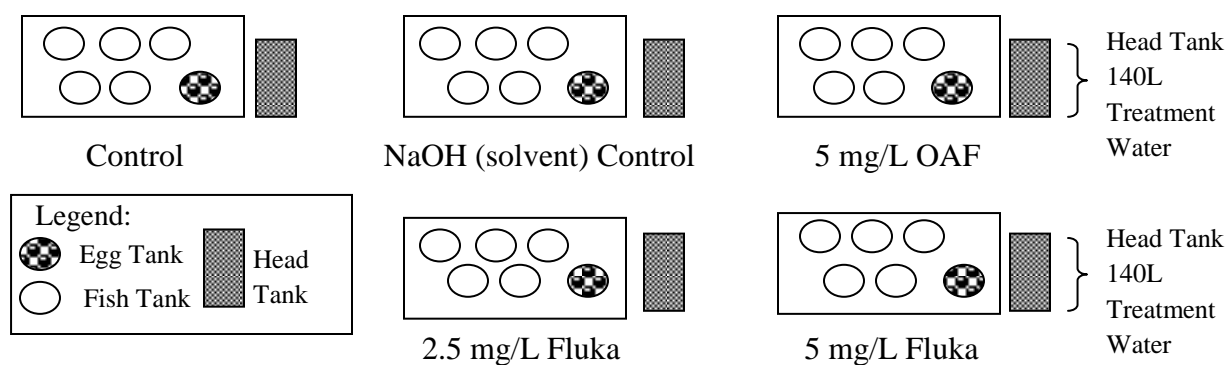 Head Tank
140L
Treatment
Water
Control
NaOH (solvent) Control
5 mg/L OAF
Legend:
Egg Tank
Fish Tank
Head
Tank
Head Tank
140L
Treatment
Water
2.5 mg/L Fluka
5 mg/L Fluka